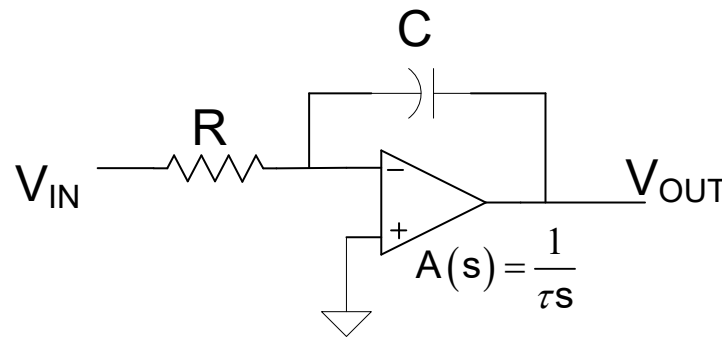 C
R
V_IN
−
+
V_OUT
A(s) = 1/τs